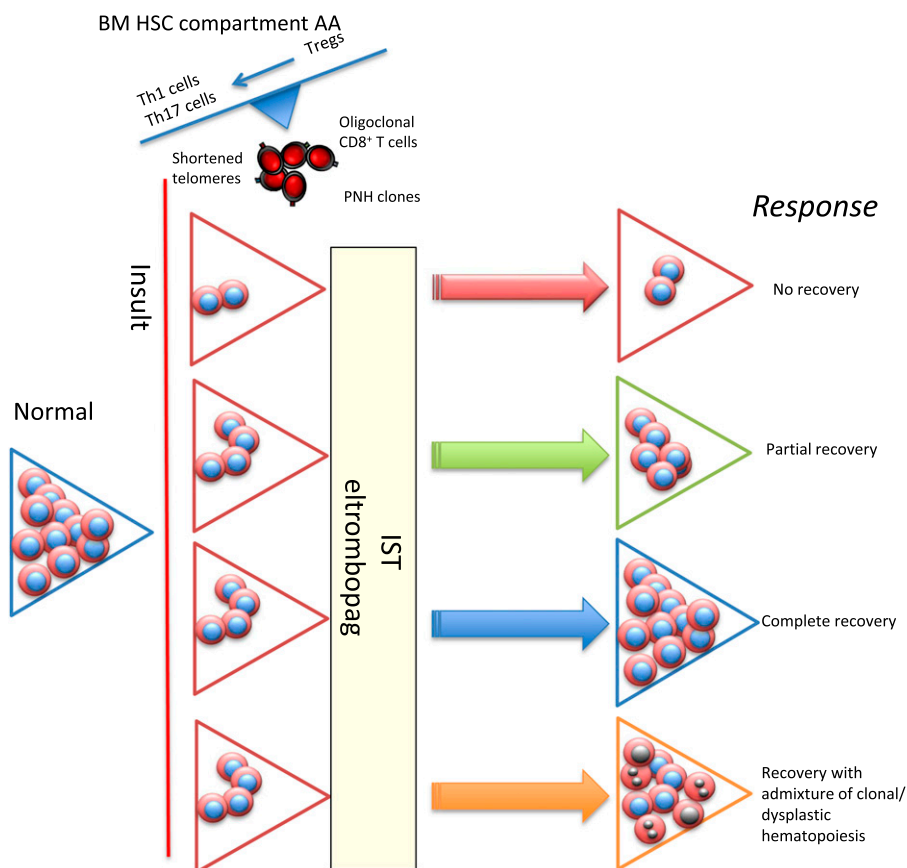 BM HSC compartment AA
Tregs
Th1 cells
Th17 cells
Oligoclonal
CD8⁺ T cells
Shortened
telomeres
PNH clones
Response
Insult
No recovery
Normal
Partial recovery
IST
eltrombopag
Complete recovery
Recovery with
admixture of clonal/
dysplastic
hematopoiesis